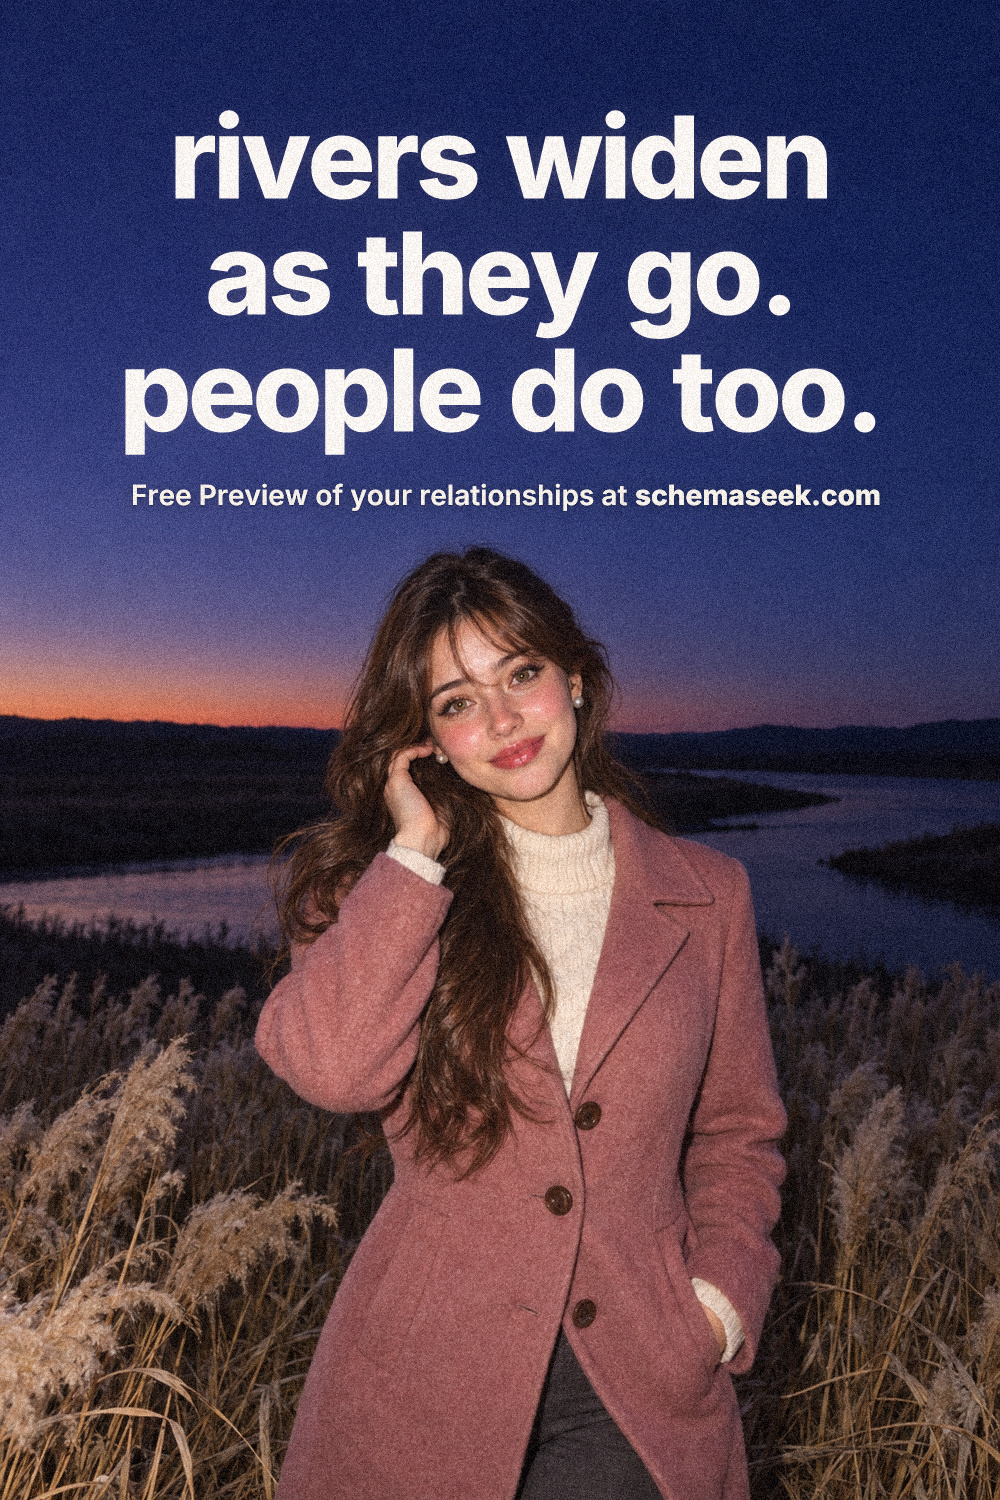 rivers widen
as they go.
people do too.
Free Preview of your relationships at schemaseek.com